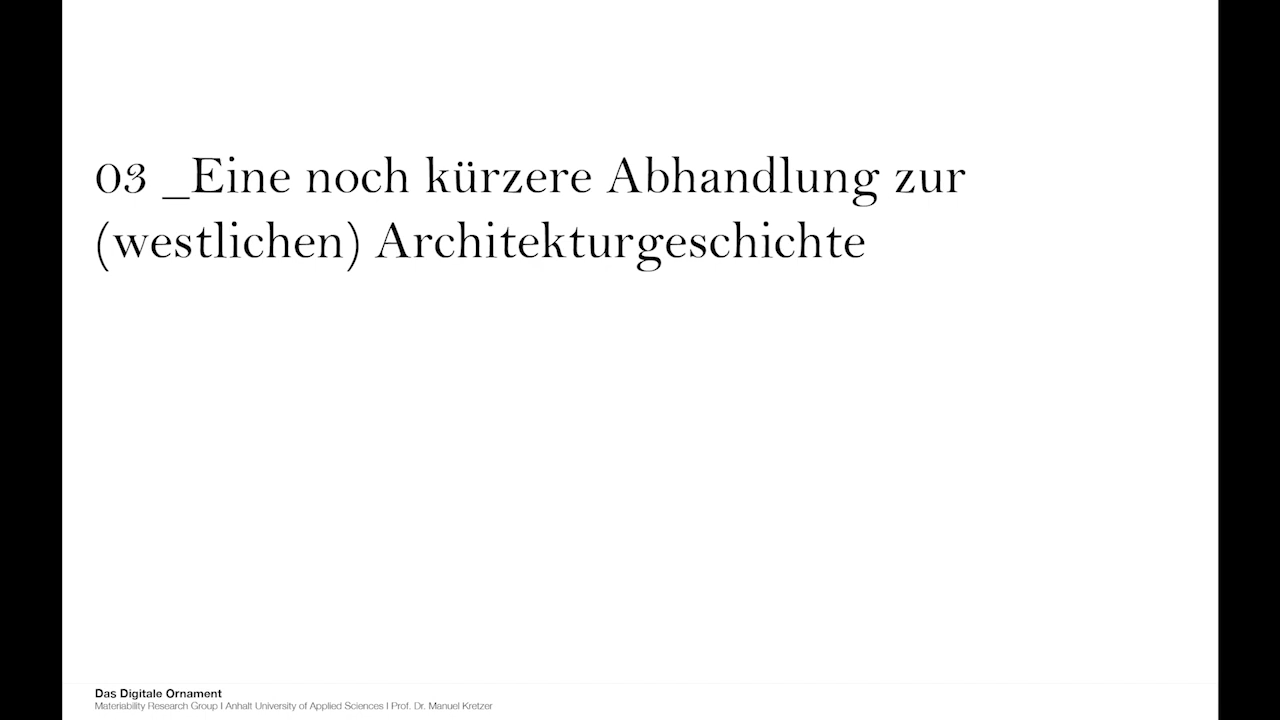 03 _Eine noch kürzere Abhandlung zur
(westlichen) Architekturgeschichte
Das Digitale Ornament
Materiability Research Group I Anhalt University of Applied Sciences I Prof. Dr. Manuel Kretzer